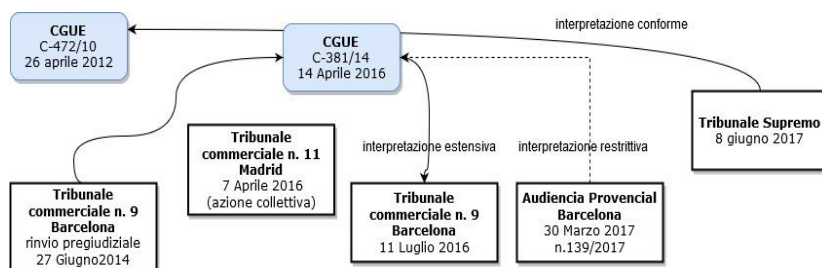 interpretazione conforme
CGUE
C-472/10
26 aprile 2012
CGUE
C-381/14
14 Aprile 2016
Tribunale Supremo
8 giugno 2017
Tribunale
commerciale n. 11
Madrid
7 Aprile 2016
(azione collettiva)
interpretazione estensiva
interpretazione restrittiva
Tribunale
commerciale n. 9
Barcelona
rinvio pregiudiziale
27 Giugno2014
Tribunale
commerciale n. 9
Barcelona
11 Luglio 2016
Audiencia Provencial
Barcelona
30 Marzo 2017
n.139/2017